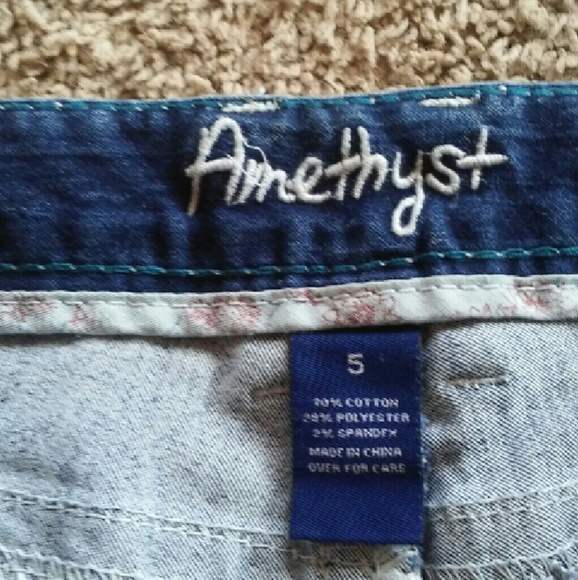 Amethyst
5
70% COTTON
28% POLYESTER
2% SPANDEX
MADE IN CHINA
OVER FOR CARE